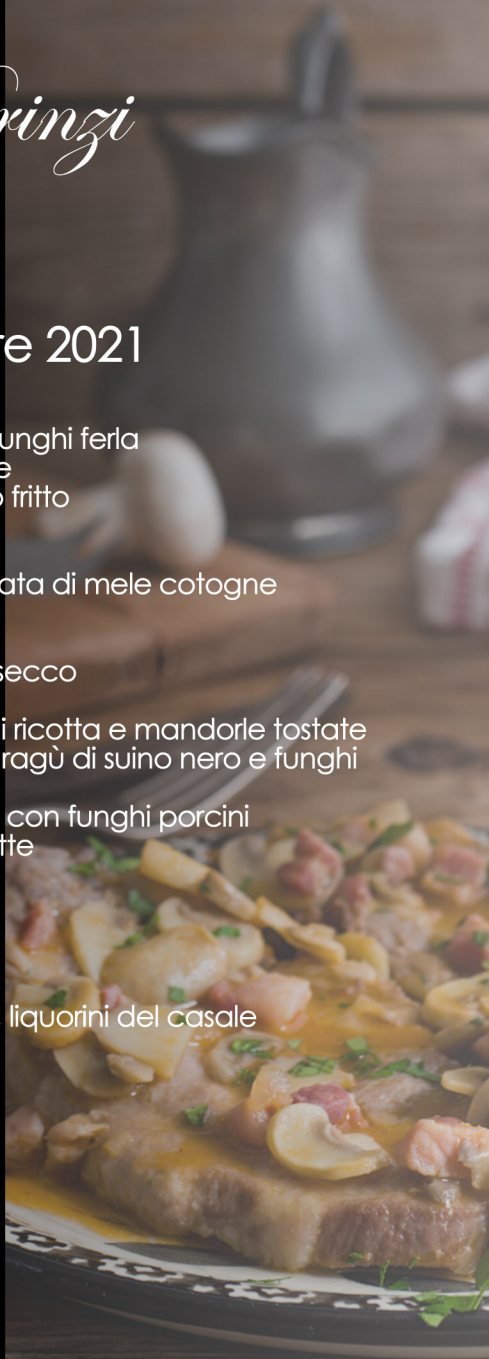 rinzi
re 2021
unghi ferla
e
o fritto
ata di mele cotogne
secco
i ricotta e mandorle tostate
ragù di suino nero e funghi
con funghi porcini
tte
liquorini del casale